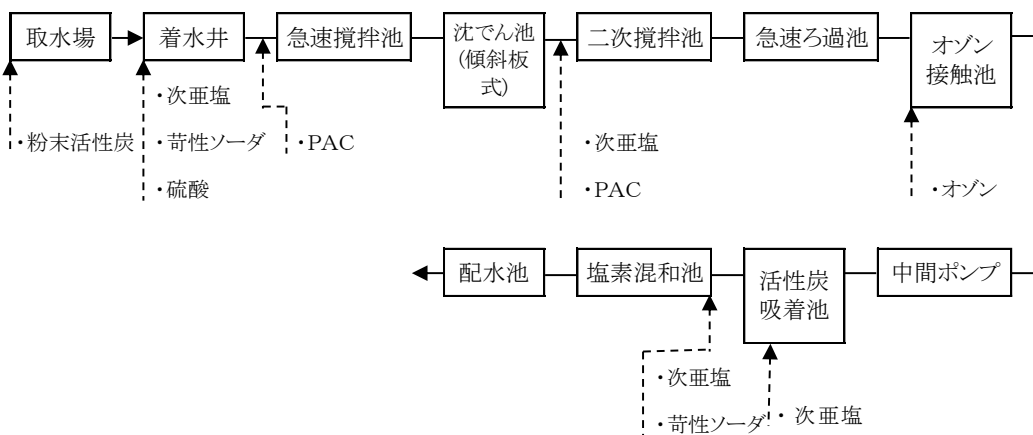 取水場
着水井
急速撹拌池
沈でん池
(傾斜板
式)
二次撹拌池
急速ろ過池
オゾン
接触池
・粉末活性炭
・次亜塩
・苛性ソーダ
・硫酸
・PAC
・次亜塩
・PAC
・オゾン
配水池
塩素混和池
活性炭
吸着池
中間ポンプ
・次亜塩
・苛性ソーダ
・次亜塩